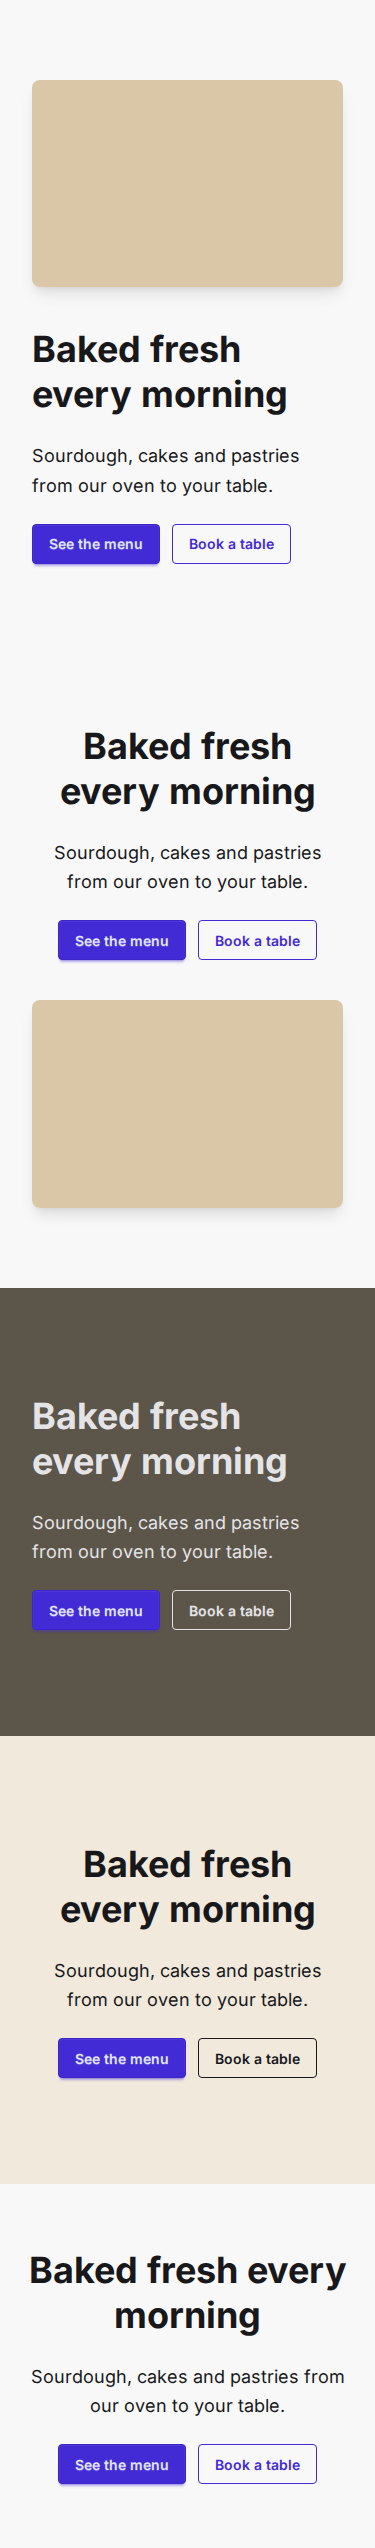 Baked fresh
every morning
Sourdough, cakes and pastries
from our oven to your table.
See the menu
Book a table
Baked fresh
every morning
Sourdough, cakes and pastries
from our oven to your table.
See the menu
Book a table
Baked fresh
every morning
Sourdough, cakes and pastries
from our oven to your table.
See the menu
Book a table
Baked fresh
every morning
Sourdough, cakes and pastries
from our oven to your table.
See the menu
Book a table
Baked fresh every
morning
Sourdough, cakes and pastries from
our oven to your table.
See the menu
Book a table